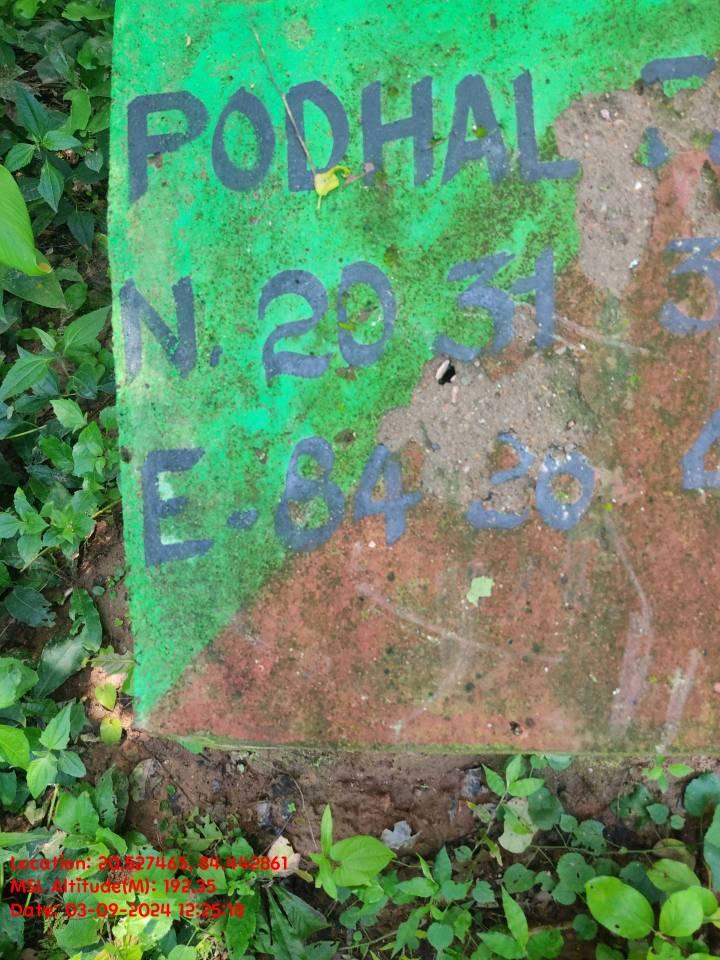 PODHAL
N. 20 31
E-84 20
Location: 20.527465, 84.442861
MSL Altitude(M): 192.35
Date: 03-09-2024 12:25:18